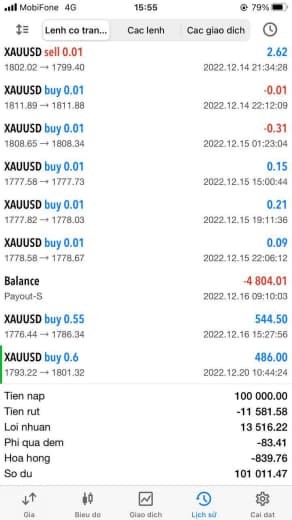 MobiFone 4G 15:55 79%
Lenh co tran... Cac lenh Cac giao dich
XAUUSD sell 0.01 2.62
1802.02 → 1799.40 2022.12.14 21:34:28
XAUUSD buy 0.01 -0.01
1811.89 → 1811.88 2022.12.14 22:12:09
XAUUSD buy 0.01 -0.31
1808.65 → 1808.34 2022.12.15 01:23:04
XAUUSD buy 0.01 0.15
1777.58 → 1777.73 2022.12.15 15:00:44
XAUUSD buy 0.01 0.21
1777.82 → 1778.03 2022.12.15 19:11:36
XAUUSD buy 0.01 0.09
1778.58 → 1778.67 2022.12.15 22:06:12
Balance -4 804.01
Payout-S 2022.12.16 09:10:03
XAUUSD buy 0.55 544.50
1776.44 → 1786.34 2022.12.16 15:27:56
XAUUSD buy 0.6 486.00
1793.22 → 1801.32 2022.12.20 10:44:24
Tien nap 100 000.00
Tien rut -11 581.58
Loi nhuan 13 516.22
Phi qua dem -83.41
Hoa hong -839.76
So du 101 011.47
Gia Bieu do Giao dich Lịch sử Cai dat